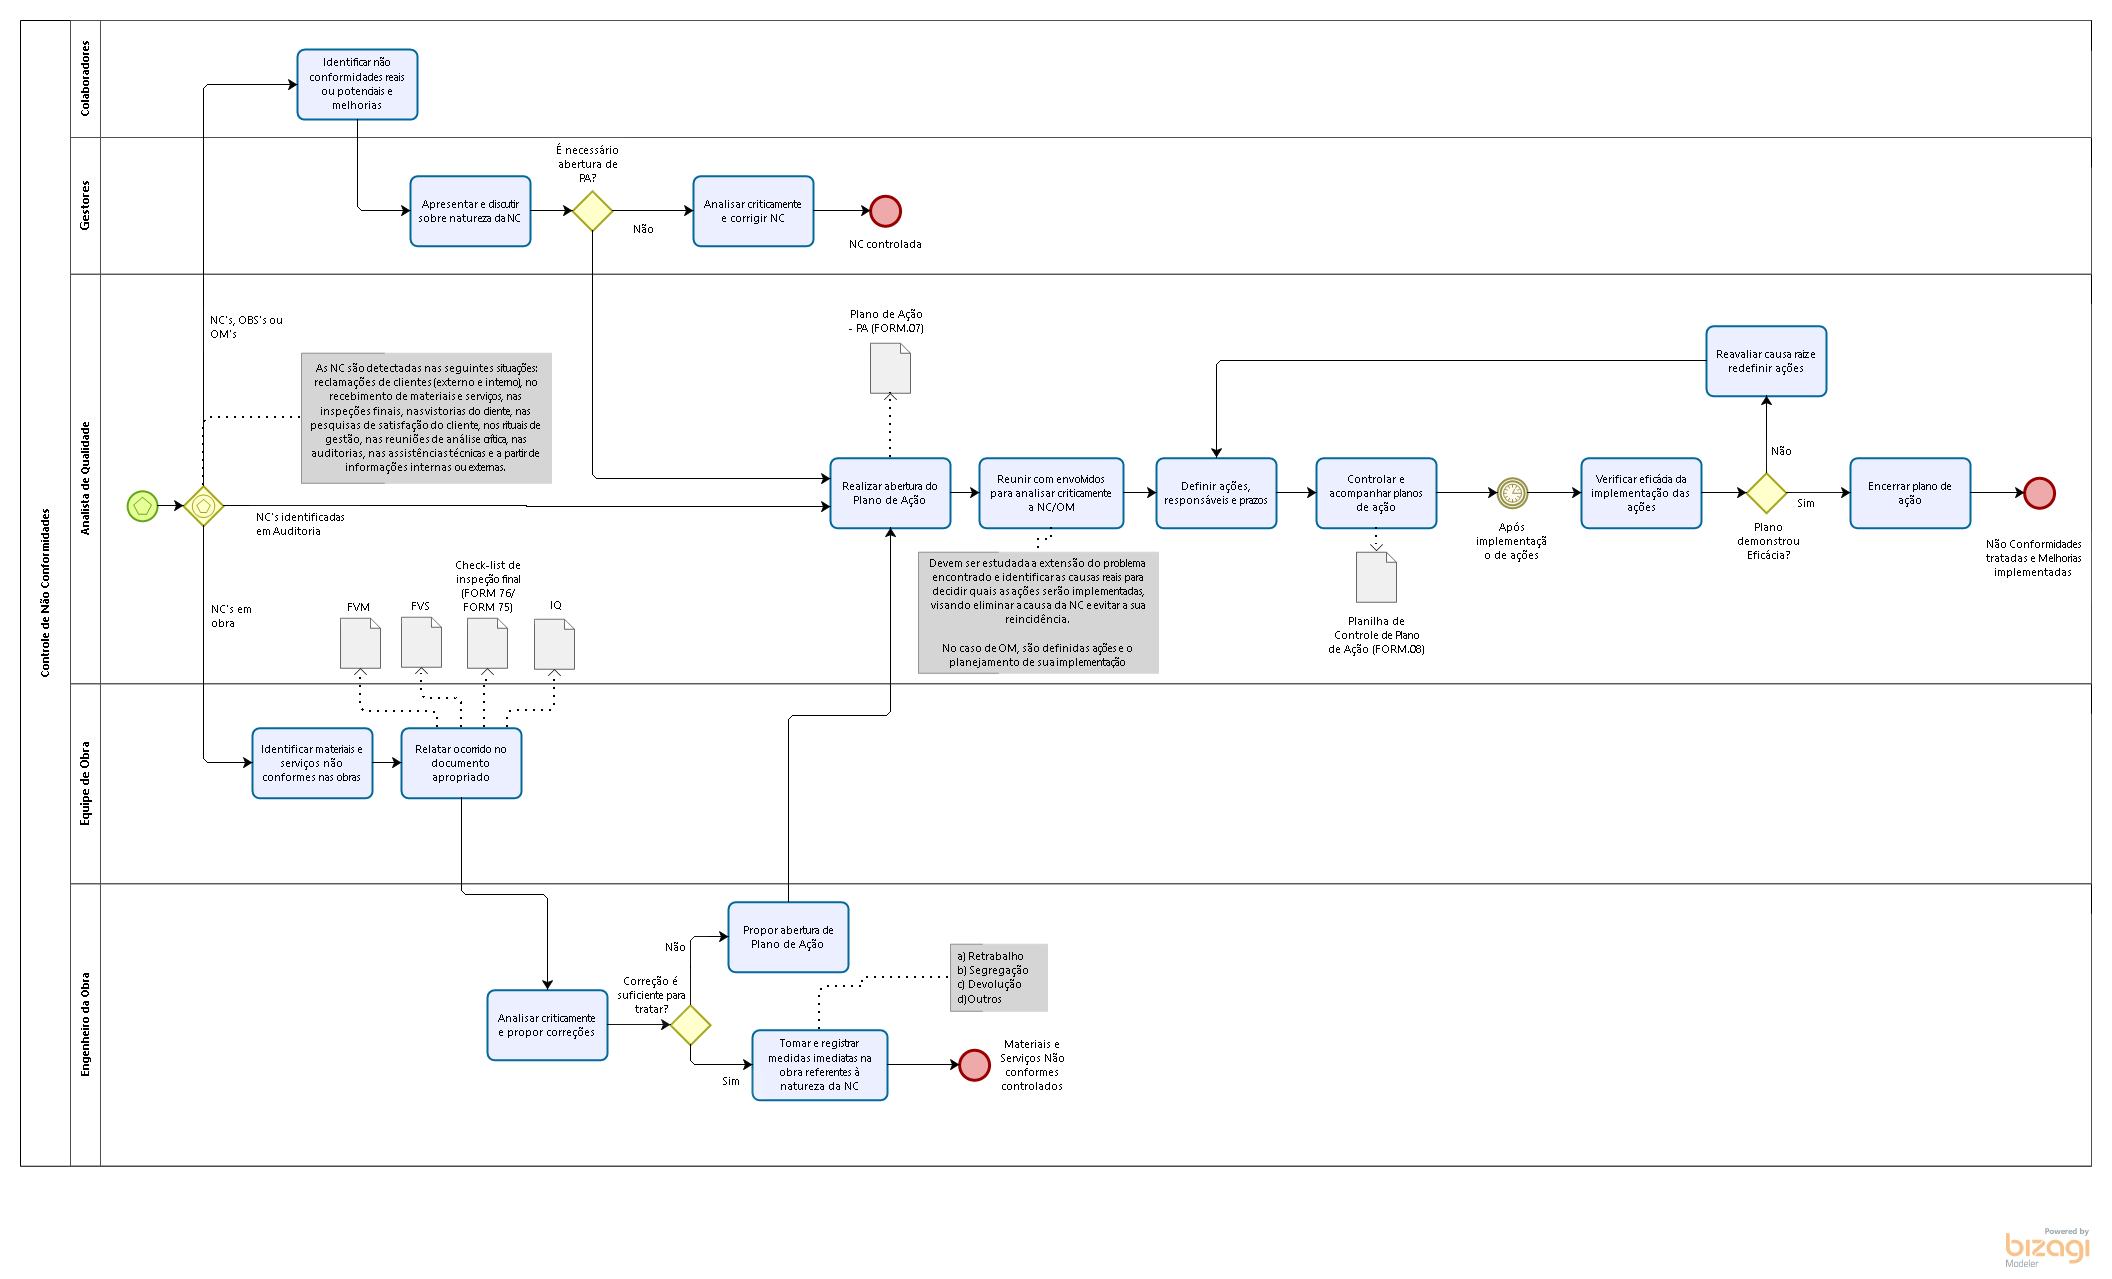 Controle de Não Conformidades
Colaboradores
Identificar não
conformidades reais
ou potenciais e
melhorias
Gestores
Apresentar e discutir
sobre natureza da NC
É necessário
abertura de
PA?
Não
Analisar criticamente
e corrigir NC
NC controlada
Analista de Qualidade
NC's, OBS's ou
OM's
As NC são detectadas nas seguintes situações:
reclamações de clientes (externo e interno), no
recebimento de materiais e serviços, nas
inspeções finais, nas vistorias do cliente, nas
pesquisas de satisfação do cliente, nos rituais de
gestão, nas reuniões de análise crítica, nas
auditorias, nas assistências técnicas e a partir de
informações internas ou externas.
NC's identificadas
em Auditoria
NC's em
obra
FVM
FVS
Check-list de
inspeção final
(FORM 76/
FORM 75)
IQ
Plano de Ação
- PA (FORM.07)
Realizar abertura do
Plano de Ação
Reunir com envolvidos
para analisar criticamente
a NC/OM
Devem ser estudada a extensão do problema
encontrado e identificar as causas reais para
decidir quais as ações serão implementadas,
visando eliminar a causa da NC e evitar a sua
reincidência.
No caso de OM, são definidas ações e o
planejamento de sua implementação
Definir ações,
responsáveis e prazos
Controlar e
acompanhar planos
de ação
Planilha de
Controle de Plano
de Ação (FORM.08)
Após
implementaçã
o de ações
Verificar eficácia da
implementação das
ações
Reavaliar causa raiz e
redefinir ações
Não
Plano
demonstrou
Eficácia?
Sim
Encerrar plano de
ação
Não Conformidades
tratadas e Melhorias
implementadas
Equipe de Obra
Identificar materiais e
serviços não
conformes nas obras
Relatar ocorrido no
documento
apropriado
Engenheiro da Obra
Analisar criticamente
e propor correções
Correção é
suficiente para
tratar?
Não
Propor abertura de
Plano de Ação
Sim
Tomar e registrar
medidas imediatas na
obra referentes à
natureza da NC
a) Retrabalho
b) Segregação
c) Devolução
d)Outros
Materiais e
Serviços Não
conformes
controlados
Powered by
bizagi
Modeler